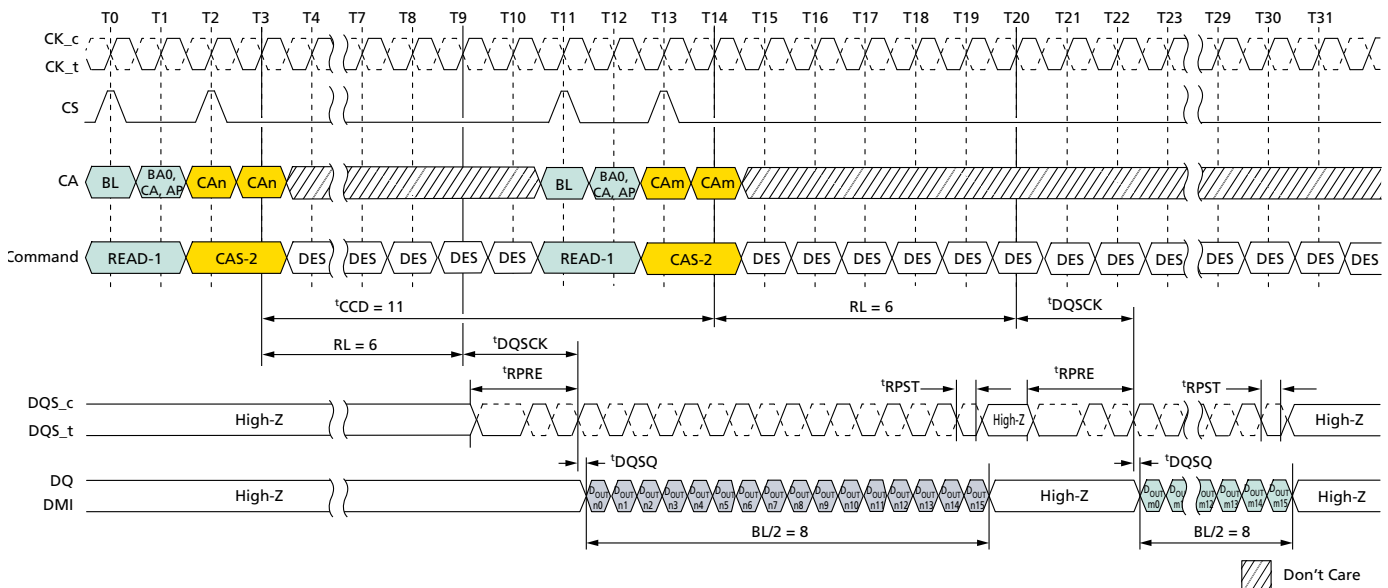 T0 T1 T2 T3 T4 T7 T8 T9 T10 T11 T12 T13 T14 T15 T16 T17 T18 T19 T20 T21 T22 T23 T29 T30 T31
CK_c
CK_t
CS
CA BL BA0, CA, AP CAn CAn BL BA0, CA, AP CAm CAm
Command READ-1 CAS-2 DES DES DES DES DES READ-1 CAS-2 DES DES DES DES DES DES DES DES DES DES DES DES DES
tCCD = 11 RL = 6 tDQSCK
RL = 6 tDQSCK
tRPRE tRPST tRPRE tRPST
DQS_c
DQS_t
High-Z High-Z High-Z
tDQSQ tDQSQ
DQ
DMI
High-Z DOUT n0 DOUT n1 DOUT n2 DOUT n3 DOUT n4 DOUT n5 DOUT n6 DOUT n7 DOUT n8 DOUT n9 DOUT n10 DOUT n11 DOUT n12 DOUT n13 DOUT n14 DOUT n15 High-Z DOUT m0 DOUT m12 DOUT m13 DOUT m14 DOUT m15 High-Z
BL/2 = 8 BL/2 = 8
Don't Care